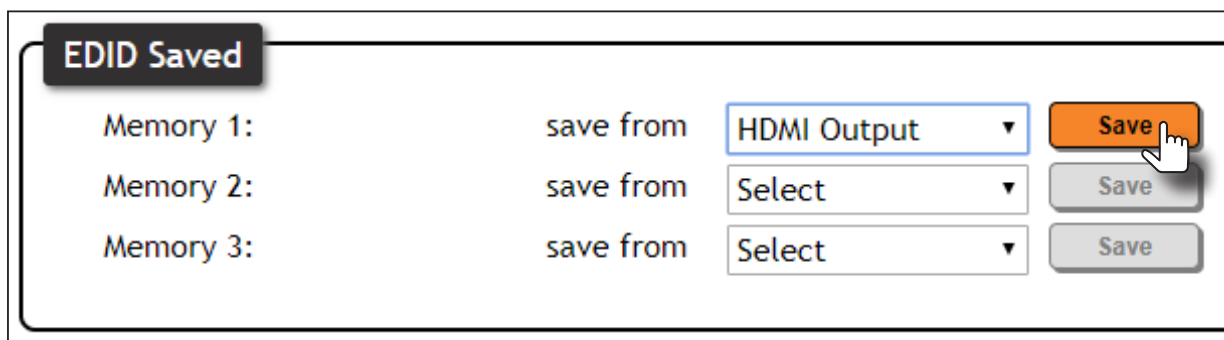 EDID Saved
Memory 1: save from HDMI Output Save
Memory 2: save from Select Save
Memory 3: save from Select Save